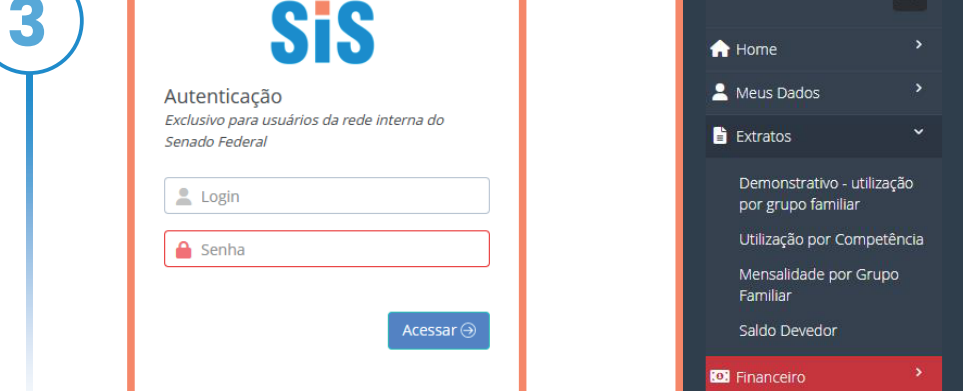 3
SiS
Autenticação
Exclusivo para usuários da rede interna do
Senado Federal
Login
Senha
Acessar
Home
Meus Dados
Extratos
Demonstrativo - utilização
por grupo familiar
Utilização por Competência
Mensalidade por Grupo
Familiar
Saldo Devedor
Financeiro